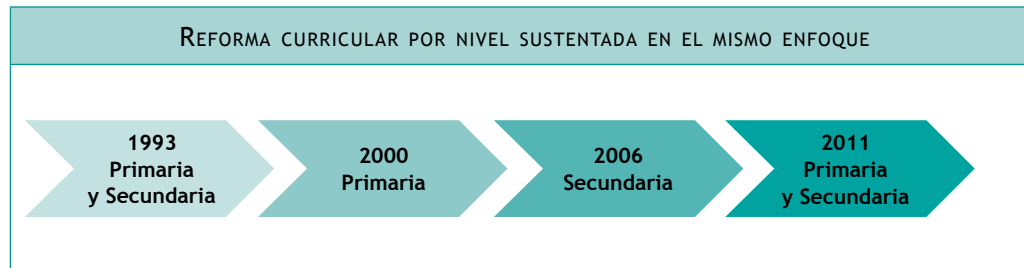 Reforma curricular por nivel sustentada en el mismo enfoque
1993
Primaria
y Secundaria
2000
Primaria
2006
Secundaria
2011
Primaria
y Secundaria